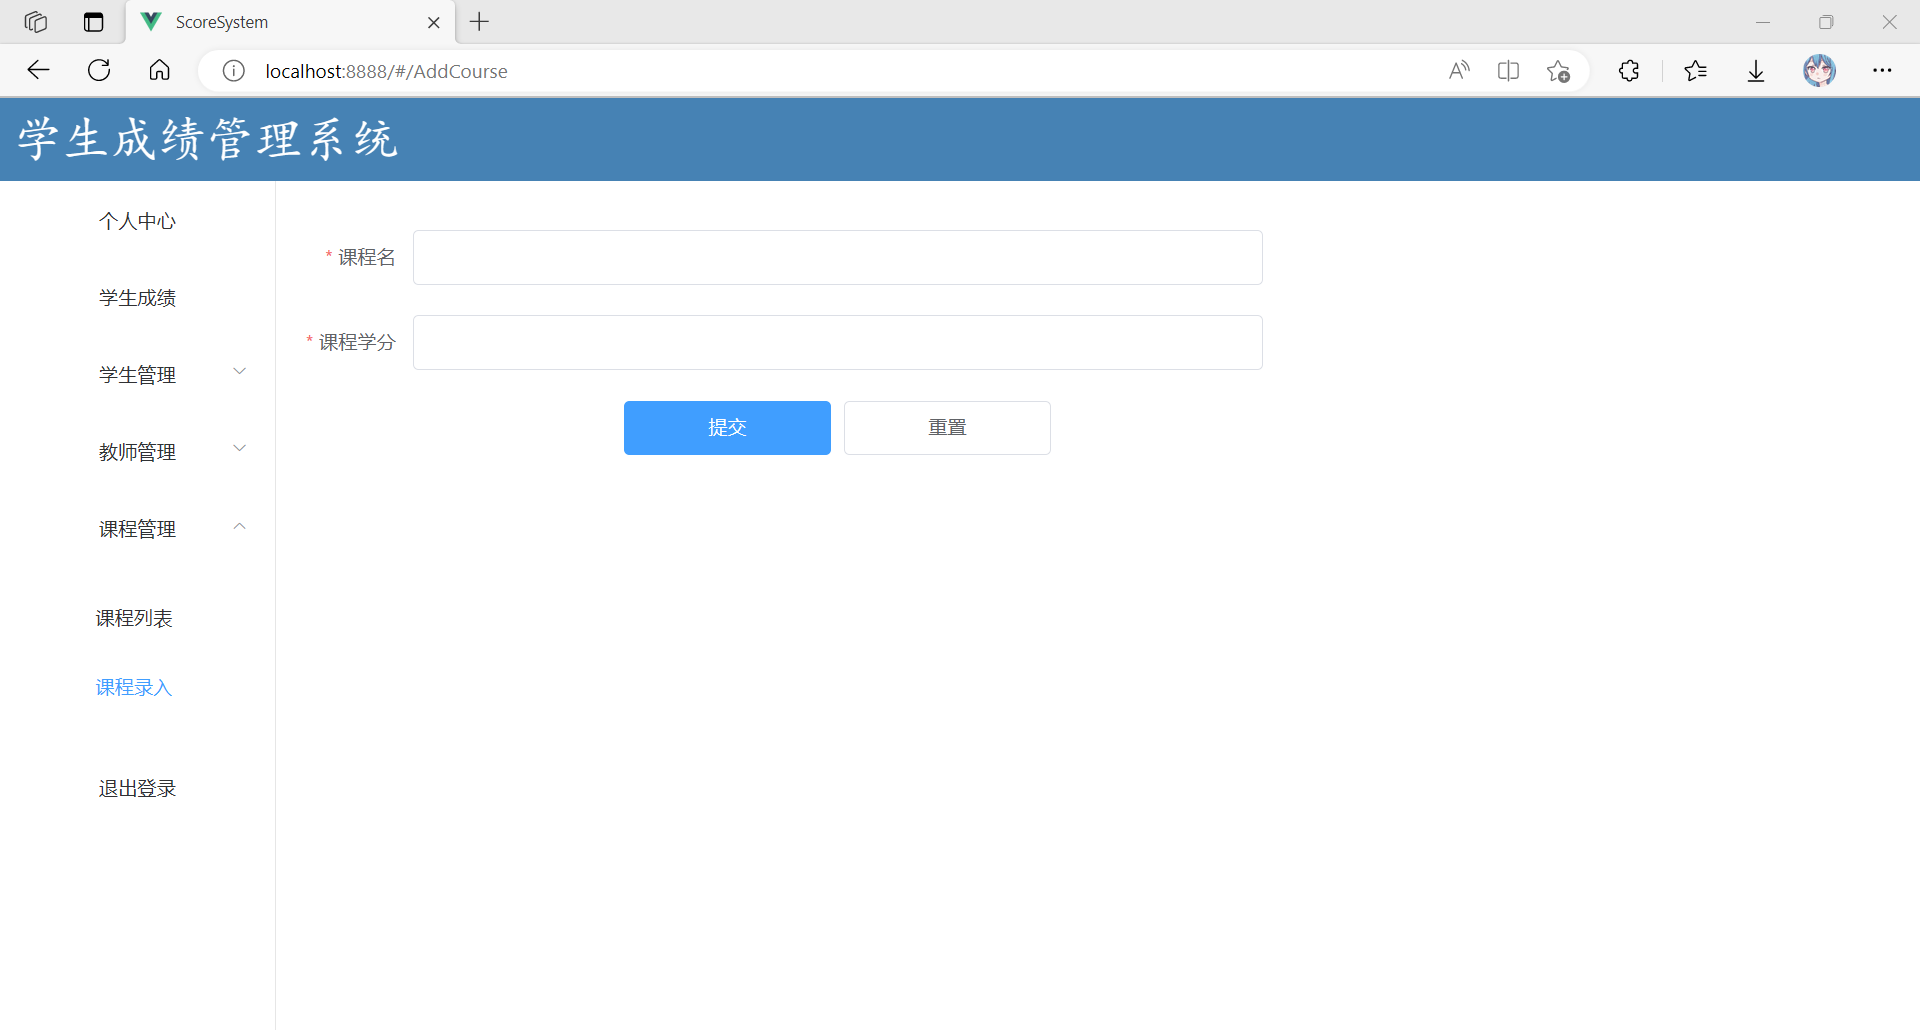 ScoreSystem
localhost:8888/#/AddCourse
学生成绩管理系统
个人中心
学生成绩
学生管理
教师管理
课程管理
课程列表
课程录入
退出登录
* 课程名
* 课程学分
提交 重置